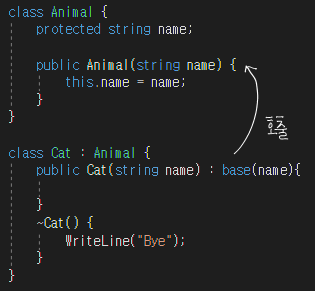 class Animal {
    protected string name;

    public Animal(string name) {
        this.name = name;
    }
}
호출

class Cat : Animal {
    public Cat(string name) : base(name){

    }
    ~Cat() {
        WriteLine("Bye");
    }
}